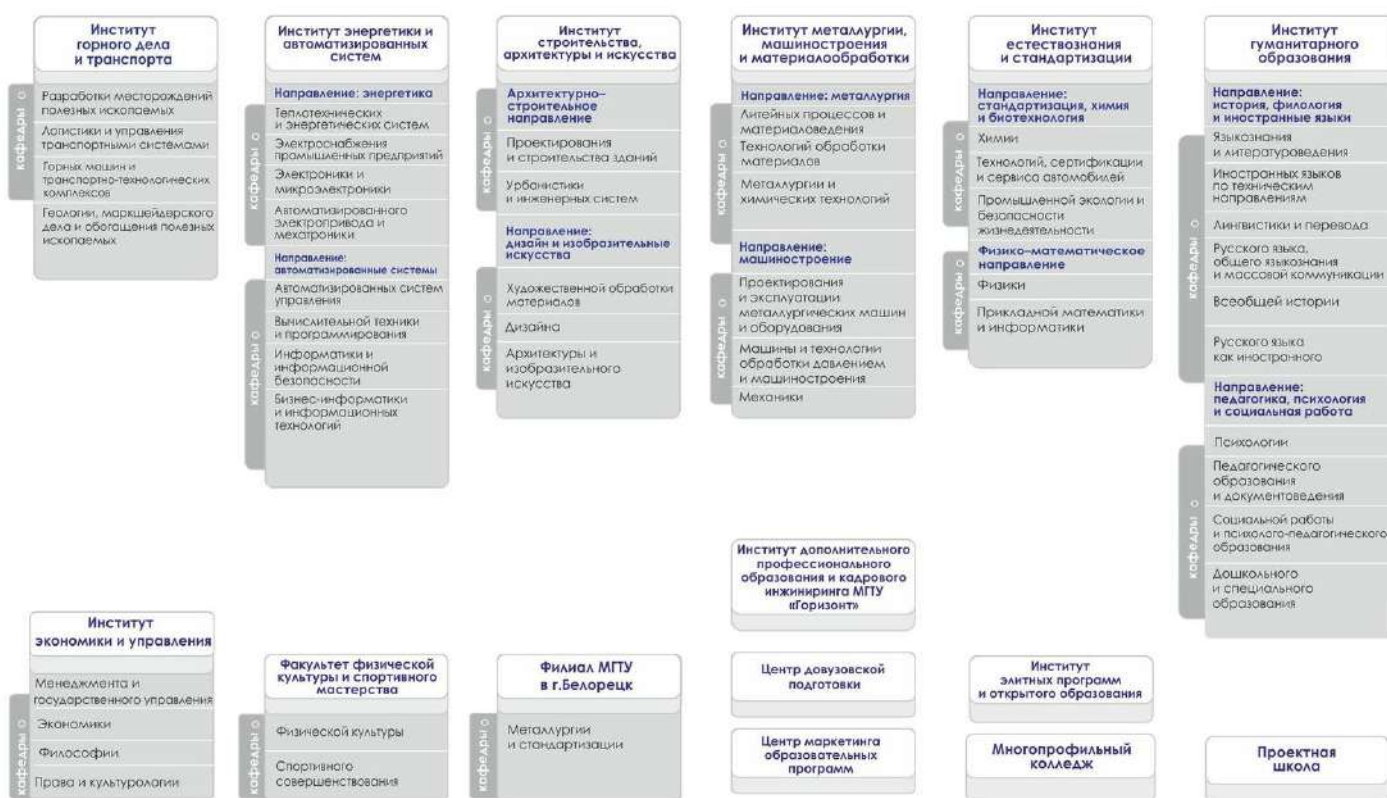 Институт
горного дела
и транспорта
кафедры
Разработки месторождений
полезных ископаемых
Логистики и управления
транспортными системами
Горных машин и
транспортно-технологических
комплексов
Геологии, маркшейдерского
дела и обогащения полезных
ископаемых
Институт энергетики и
автоматизированных
систем
Направление: энергетика
кафедры
Теплотехнических
и энергетических систем
Электроснабжения
промышленных предприятий
Электроники и
микроэлектроники
Автоматизированного
электропривода и
мехатроники
Направление:
автоматизированные системы
кафедры
Автоматизированных систем
управления
Вычислительной техники
и программирования
Информатики и
информационной
безопасности
Бизнес-информатики
и информационных
технологий
Институт
строительства,
архитектуры и искусства
Архитектурно-
строительное
направление
кафедры
Проектирования
и строительства зданий
Урбанистики
и инженерных систем
Направление:
дизайн и изобразительные
искусства
кафедры
Художественной обработки
материалов
Дизайна
Архитектуры и
изобразительного
искусства
Институт металлургии,
машиностроения
и материалообработки
Направление: металлургия
кафедры
Литейных процессов и
материаловедения
Технологий обработки
материалов
Металлургии и
химических технологий
Направление:
машиностроение
кафедры
Проектирования
и эксплуатации
металлургических машин
и оборудования
Машины и технологии
обработки давлением
и машиностроения
Механики
Институт
естествознания
и стандартизации
Направление:
стандартизация, химия
и биотехнология
кафедры
Химии
Технологий, сертификации
и сервиса автомобилей
Промышленной экологии и
безопасности
жизнедеятельности
Физико-математическое
направление
кафедры
Физики
Прикладной математики
и информатики
Институт
гуманитарного
образования
Направление:
история, филология
и иностранные языки
кафедры
Языкознания
и литературоведения
Иностранных языков
по техническим
направлениям
Лингвистики и перевода
Русского языка,
общего языкознания
и массовой коммуникации
Всеобщей истории
Русского языка
как иностранного
Направление:
педагогика, психология
и социальная работа
кафедры
Психологии
Педагогического
образования
и документоведения
Социальной работы
и психолого-педагогического
образования
Дошкольного
и специального
образования
Институт
экономики и управления
кафедры
Менеджмента и
государственного управления
Экономики
Философии
Права и культурологии
Факультет физической
культуры и спортивного
мастерства
кафедры
Физической культуры
Спортивного
совершенствования
Филиал МГТУ
в г.Белорецк
кафедры
Металлургии
и стандартизации
Институт дополнительного
профессионального
образования и кадрового
инжиниринга МГТУ
«Горизонт»
Центр довузовской
подготовки
Центр маркетинга
образовательных
программ
Институт
элитных программ
и открытого образования
Многопрофильный
колледж
Проектная
школа